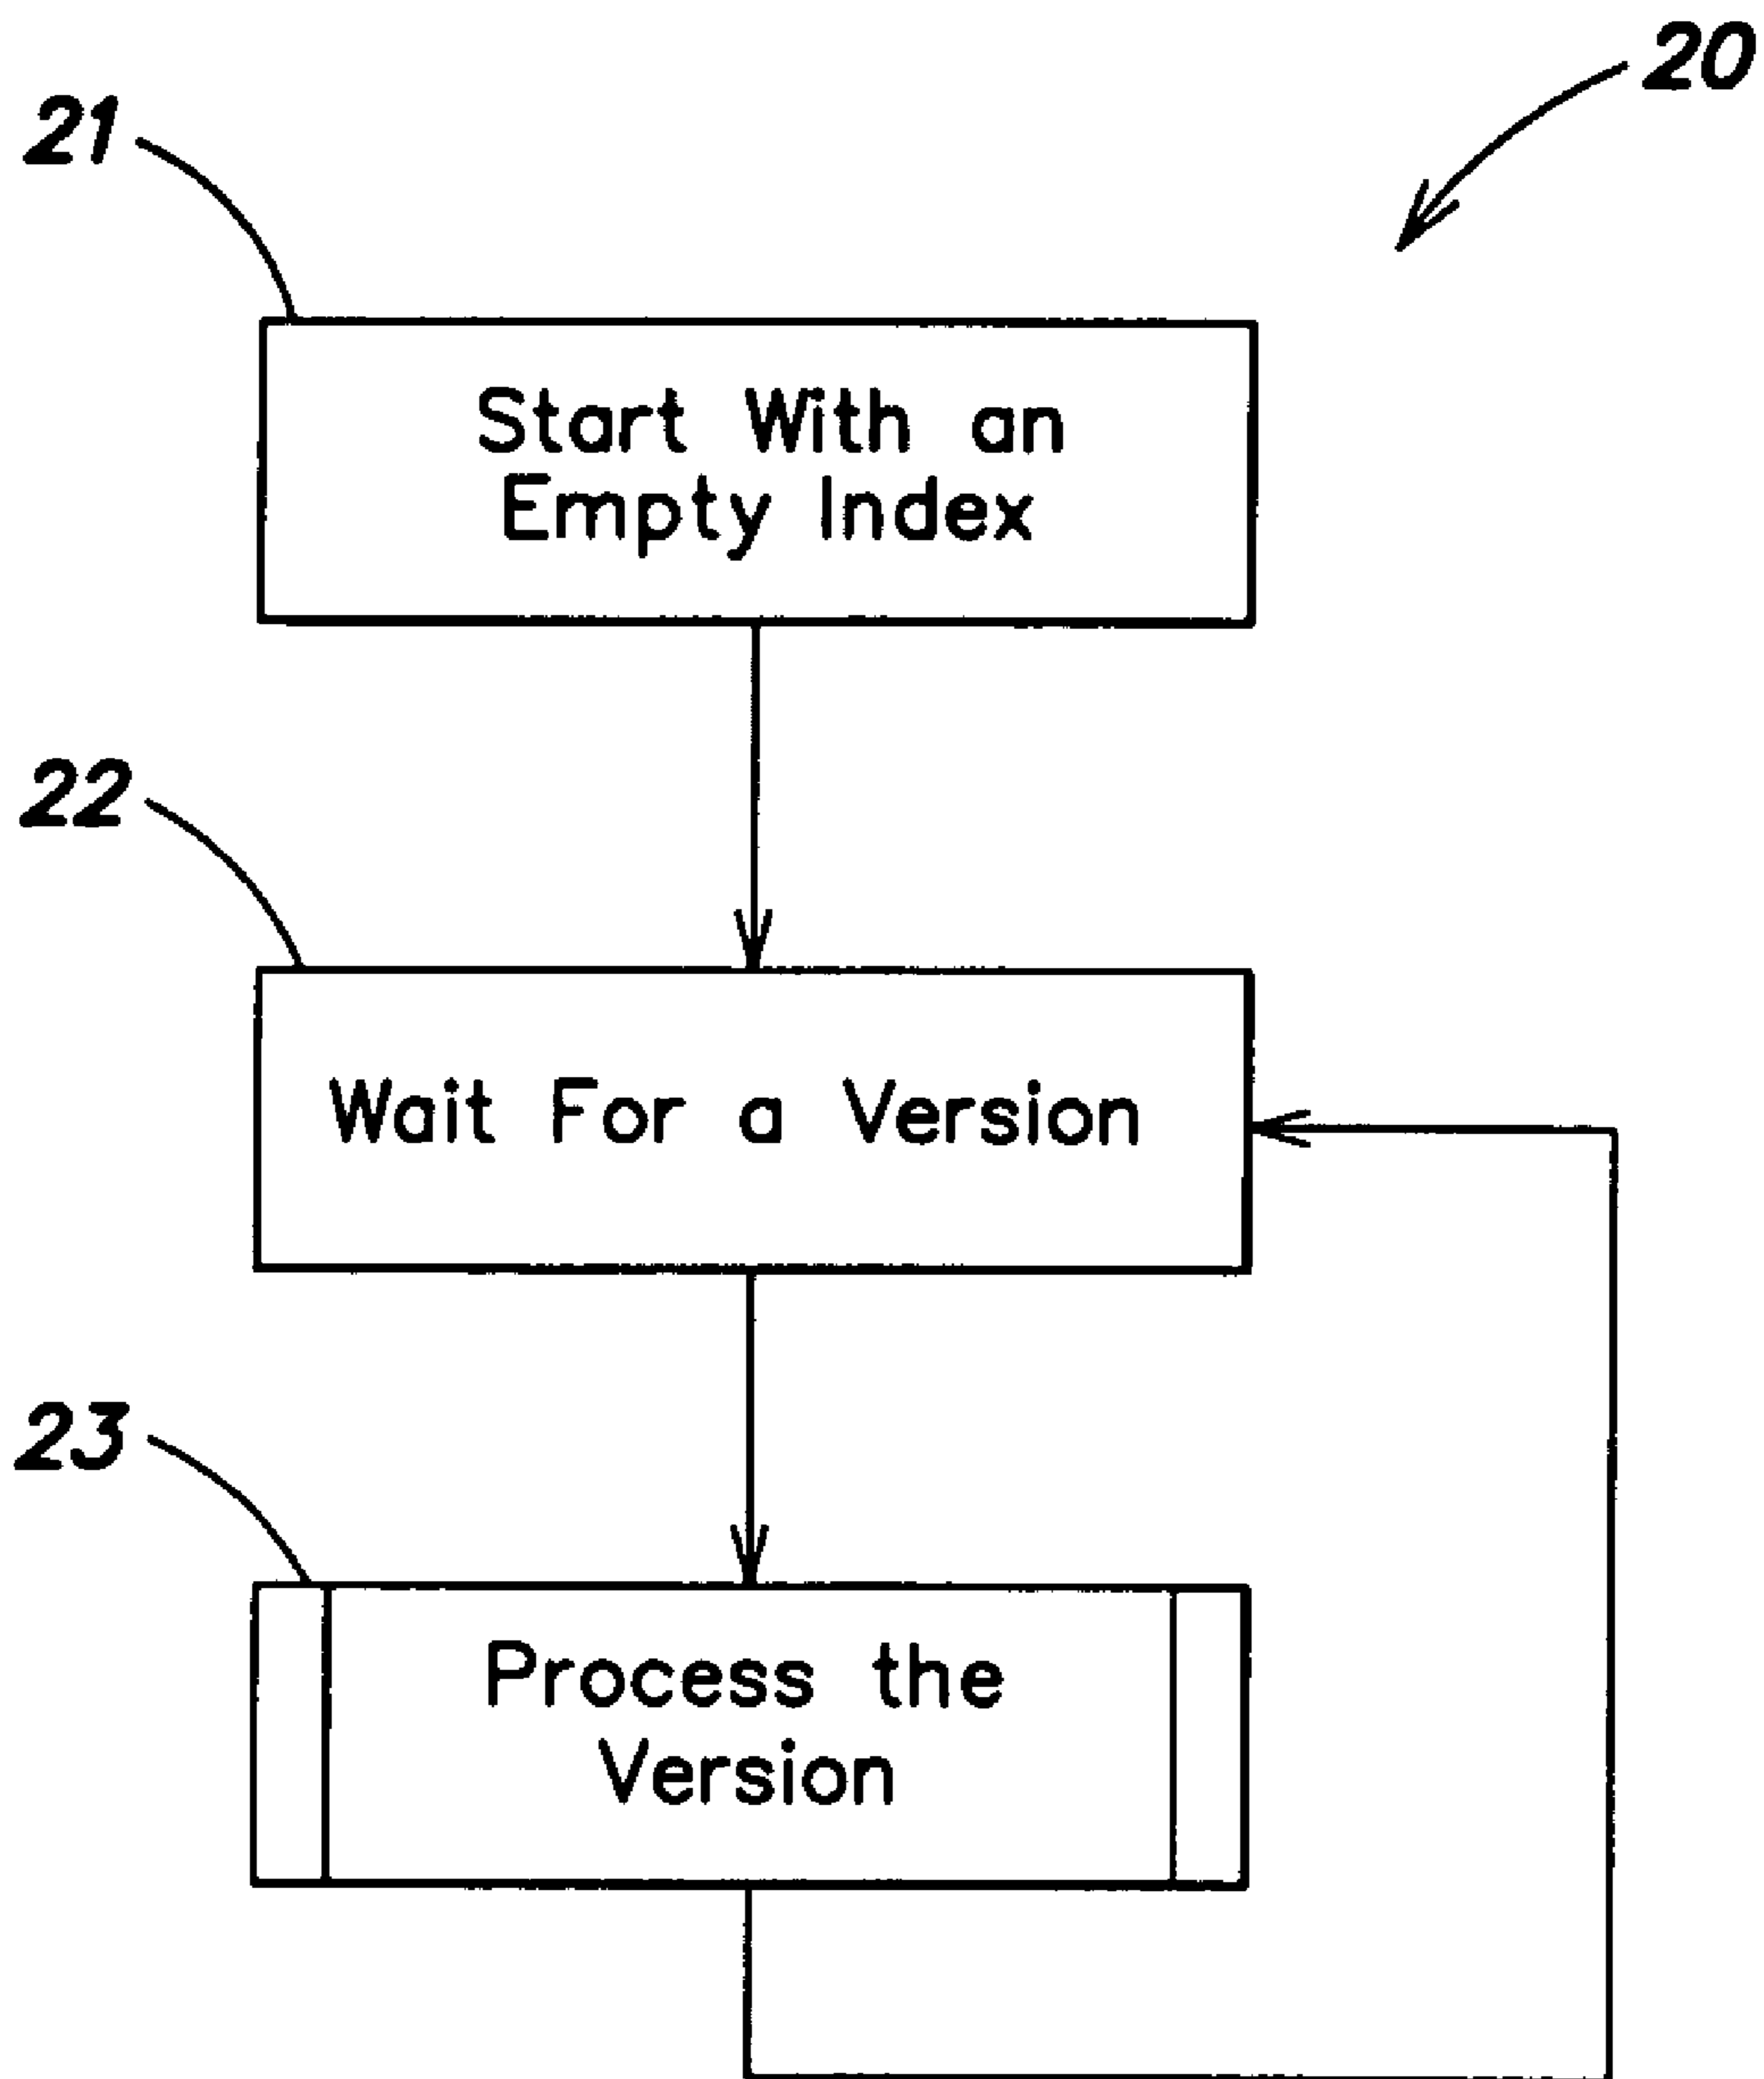 20
21
Start With an
Empty Index
22
Wait For a Version
23
Process the
Version